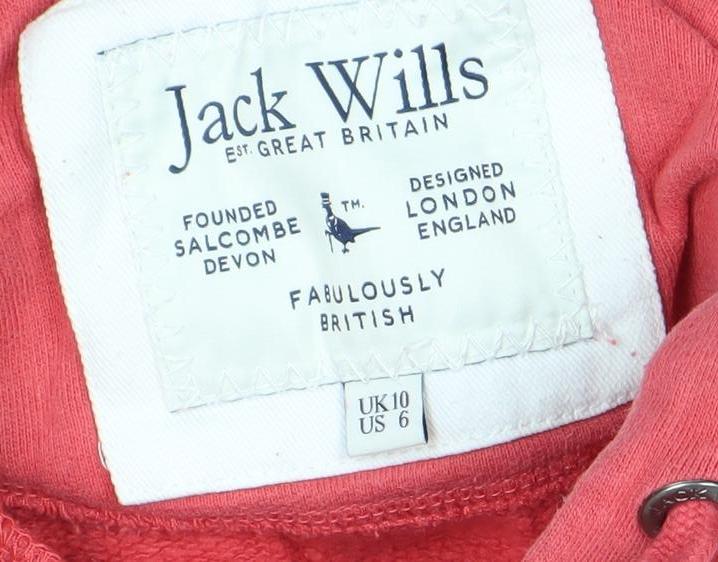 Jack Wills
EST. GREAT BRITAIN
FOUNDED
SALCOMBE
DEVON
TM.
DESIGNED
LONDON
ENGLAND
FABULOUSLY
BRITISH
UK 10
US 6